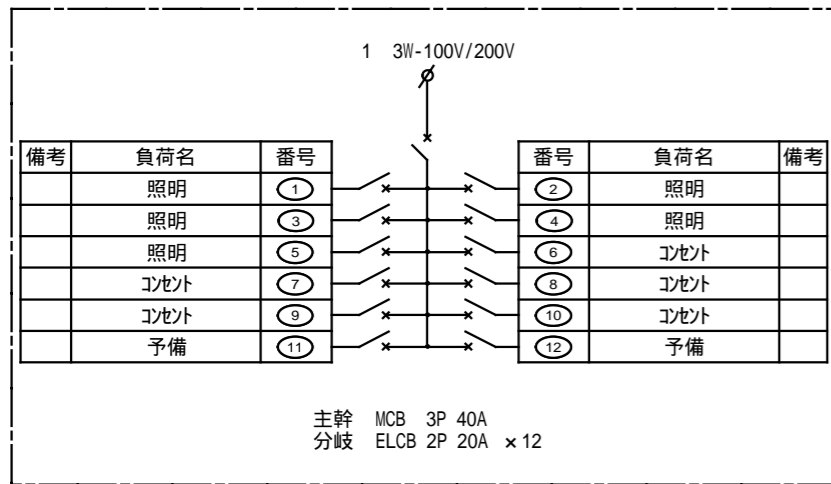 1 3W-100V/200V
備考 負荷名 番号 番号 負荷名 備考
照明 1 2 照明
照明 3 4 照明
照明 5 6 コンセント
コンセント 7 8 コンセント
コンセント 9 10 コンセント
予備 11 12 予備
主幹 MCB 3P 40A
分岐 ELCB 2P 20A ×12